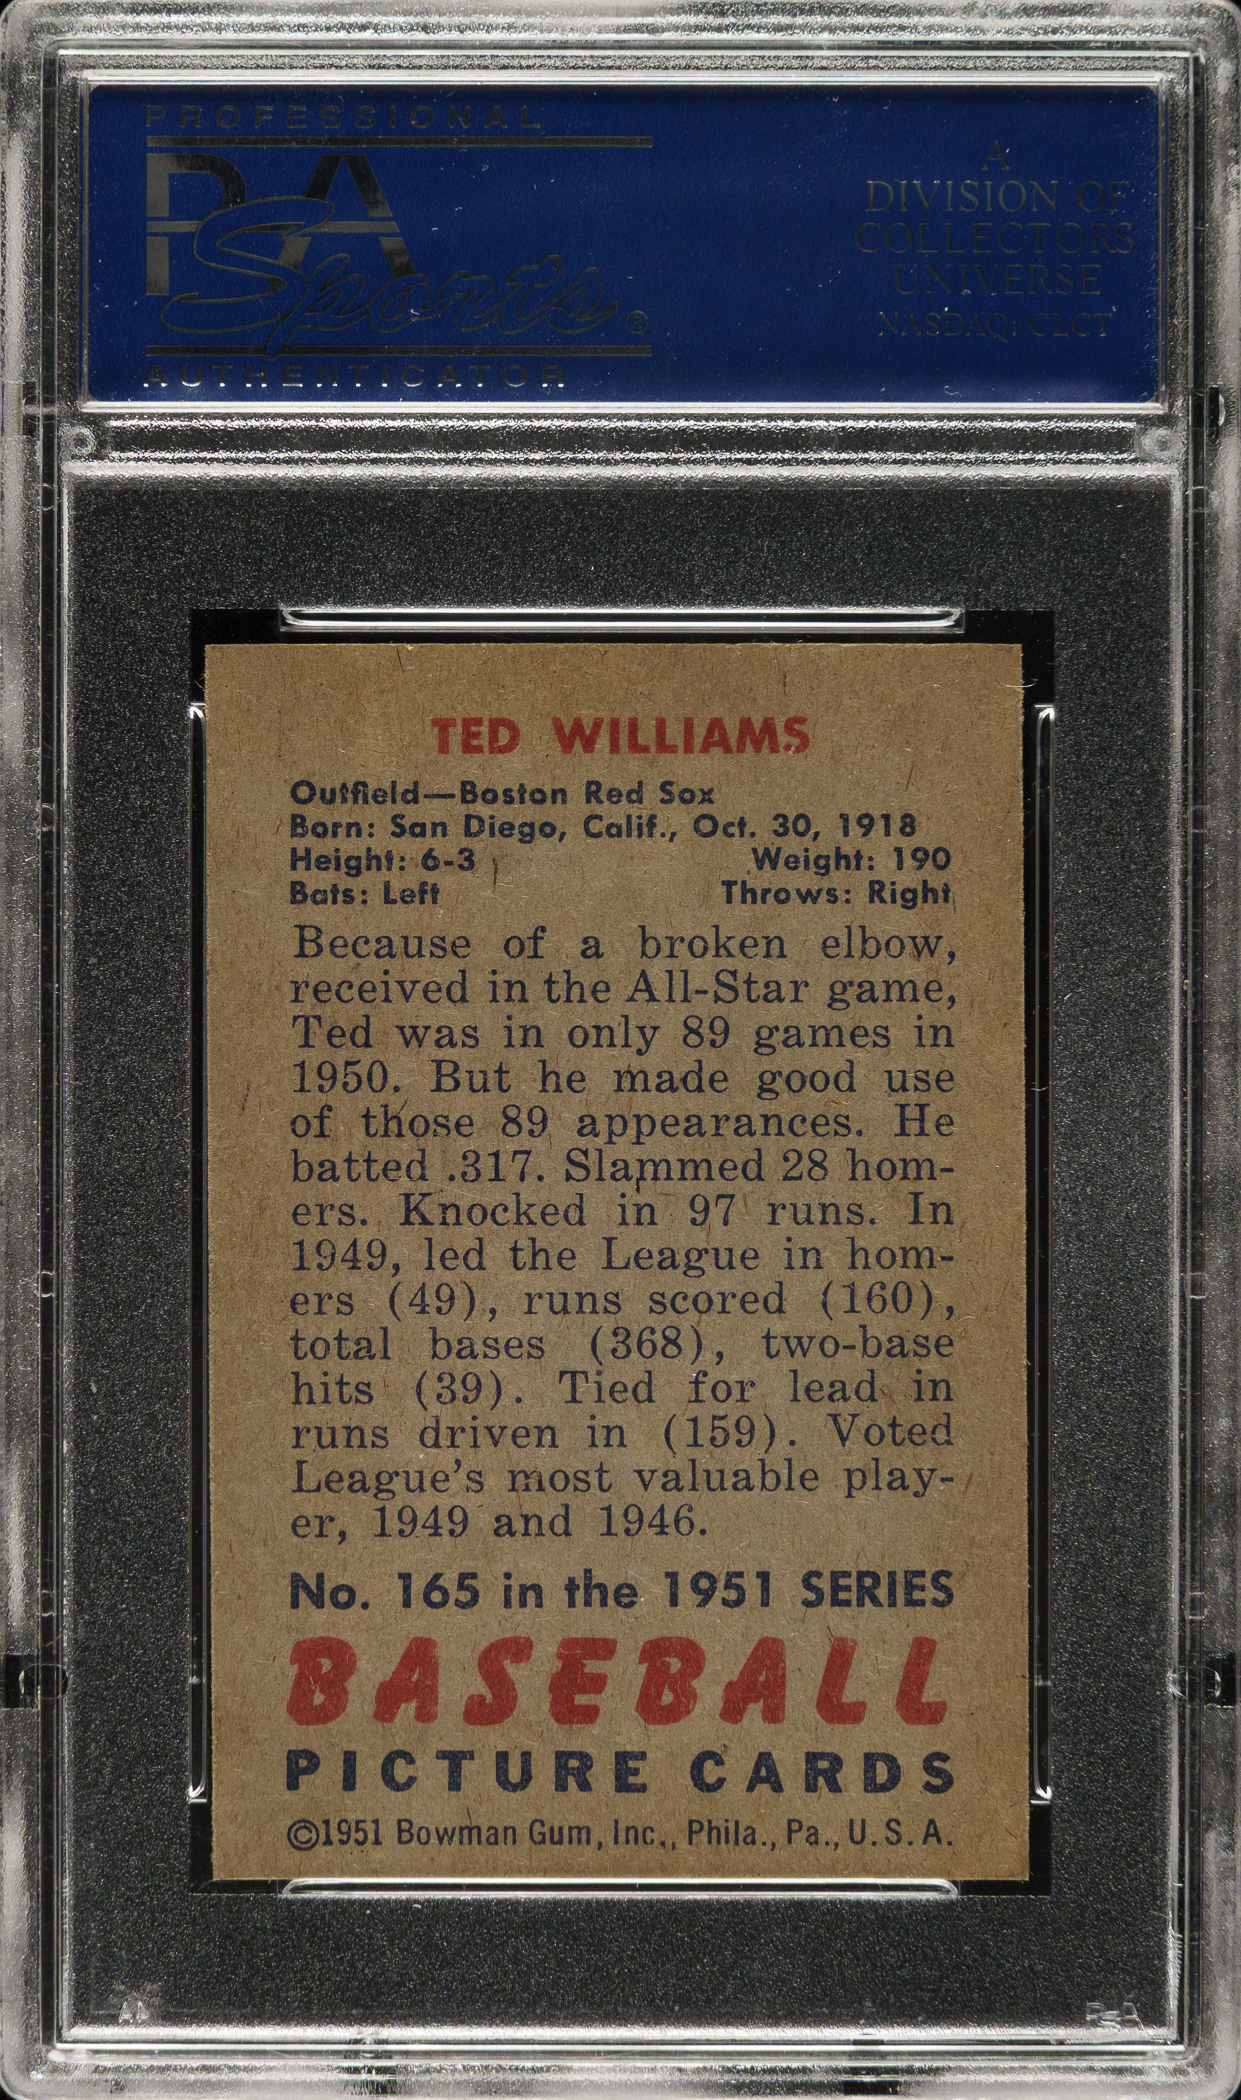 PROFESSIONAL
PSA
Sports®
AUTHENTICATOR
A
DIVISION OF
COLLECTORS
UNIVERSE
NASDAQ: CLCT
TED WILLIAMS
Outfield—Boston Red Sox
Born: San Diego, Calif., Oct. 30, 1918
Height: 6-3 Weight: 190
Bats: Left Throws: Right
Because of a broken elbow,
received in the All-Star game,
Ted was in only 89 games in
1950. But he made good use
of those 89 appearances. He
batted .317. Slammed 28 hom-
ers. Knocked in 97 runs. In
1949, led the League in hom-
ers (49), runs scored (160),
total bases (368), two-base
hits (39). Tied for lead in
runs driven in (159). Voted
League's most valuable play-
er, 1949 and 1946.
No. 165 in the 1951 SERIES
BASEBALL
PICTURE CARDS
©1951 Bowman Gum, Inc., Phila., Pa., U.S.A.
PSA